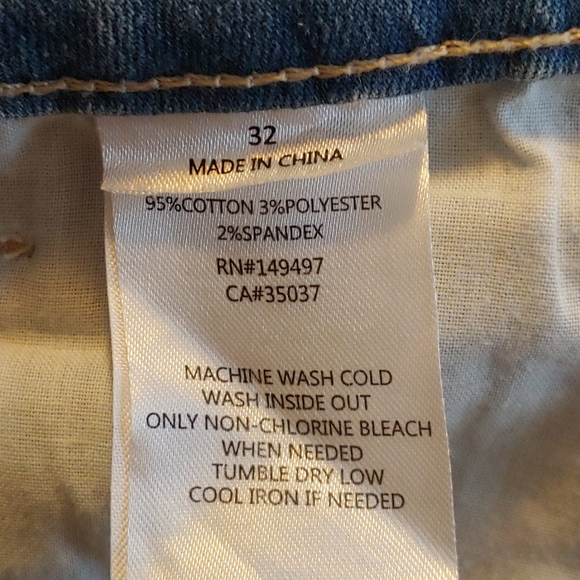 32
MADE IN CHINA
95%COTTON 3%POLYESTER
2%SPANDEX
RN#149497
CA#35037
MACHINE WASH COLD
WASH INSIDE OUT
ONLY NON-CHLORINE BLEACH
WHEN NEEDED
TUMBLE DRY LOW
COOL IRON IF NEEDED